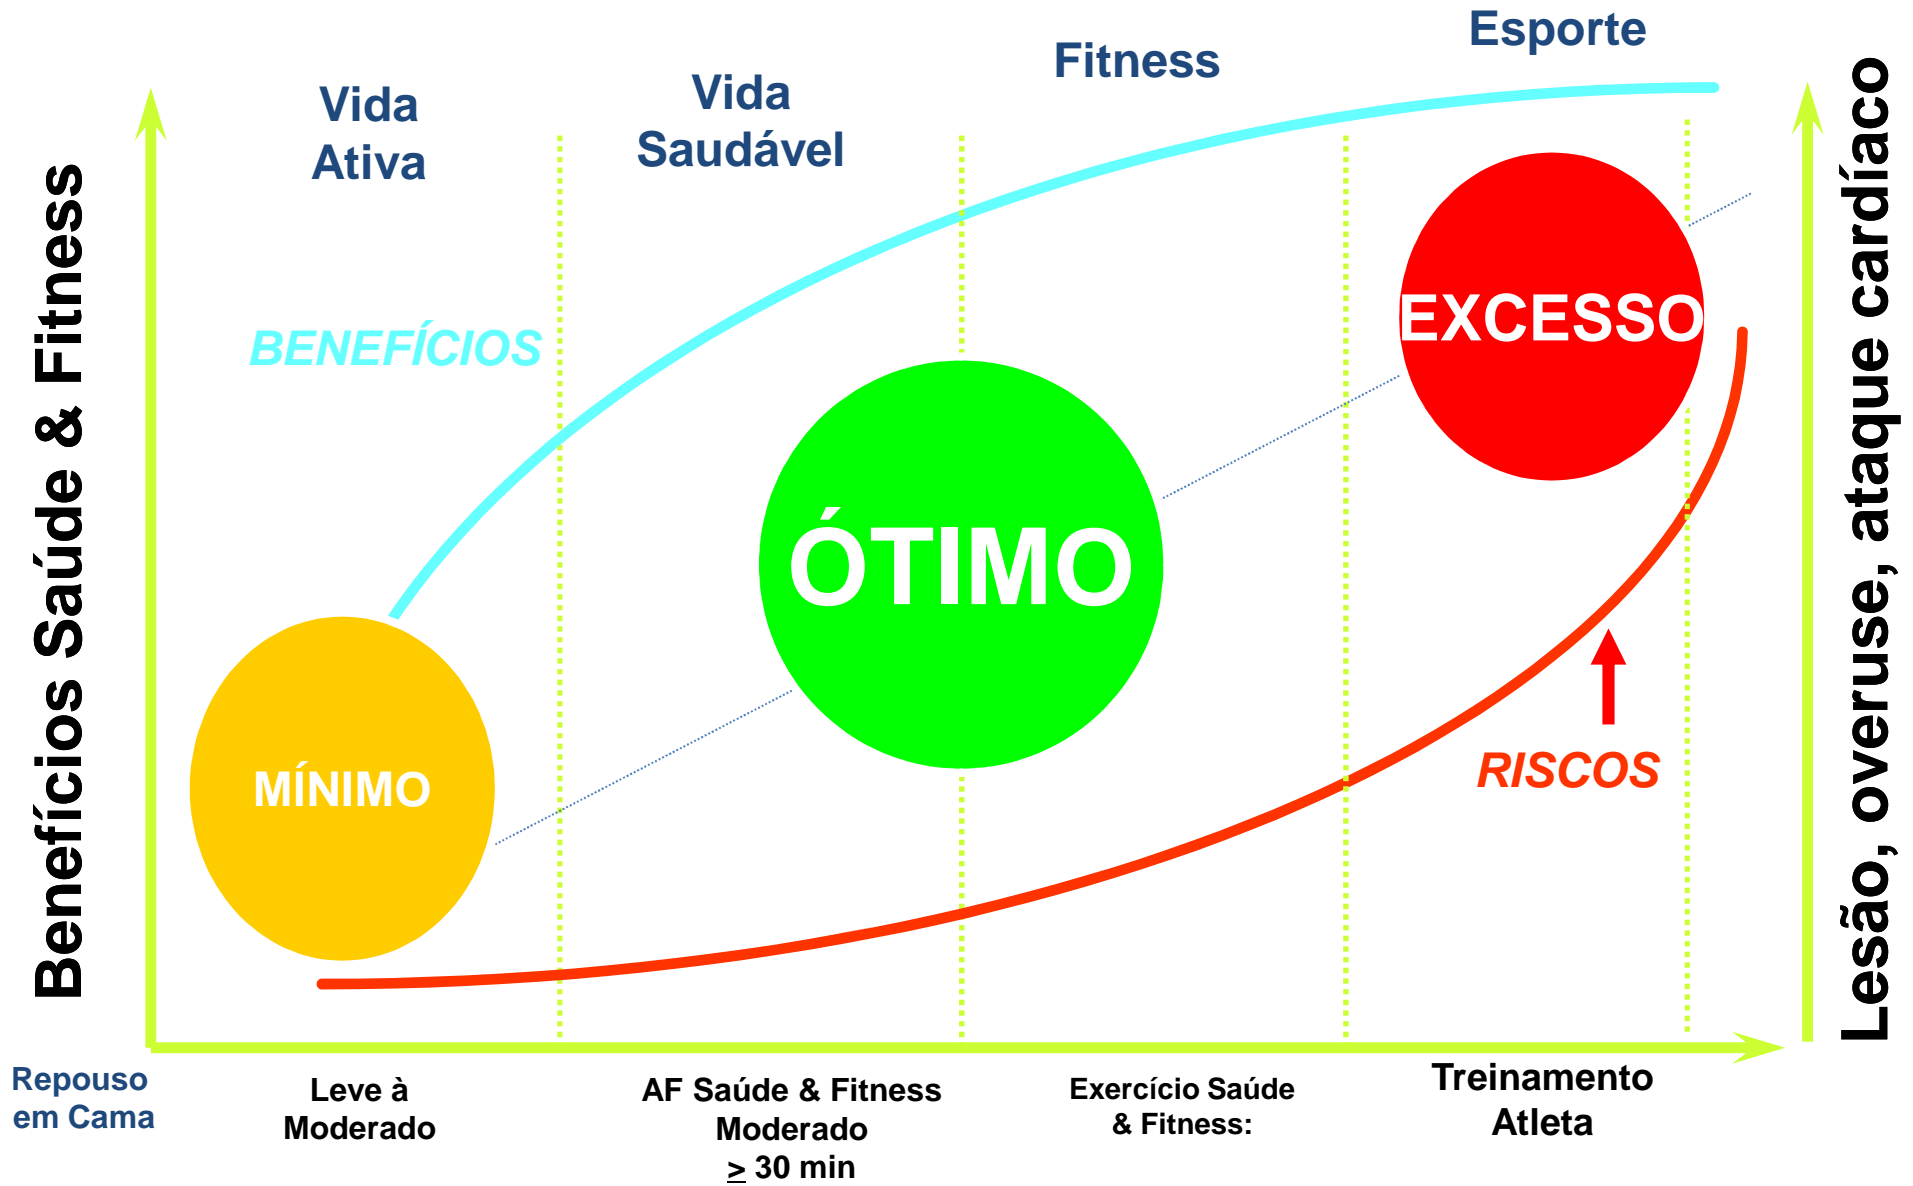 Esporte
Fitness
Vida
Saudável
Vida
Ativa
Benefícios Saúde & Fitness
Lesão, overuse, ataque cardíaco
BENEFÍCIOS
EXCESSO
ÓTIMO
MÍNIMO
RISCOS
Repouso
em Cama
Leve à
Moderado
AF Saúde & Fitness
Moderado
≥ 30 min
Exercício Saúde
& Fitness:
Treinamento
Atleta